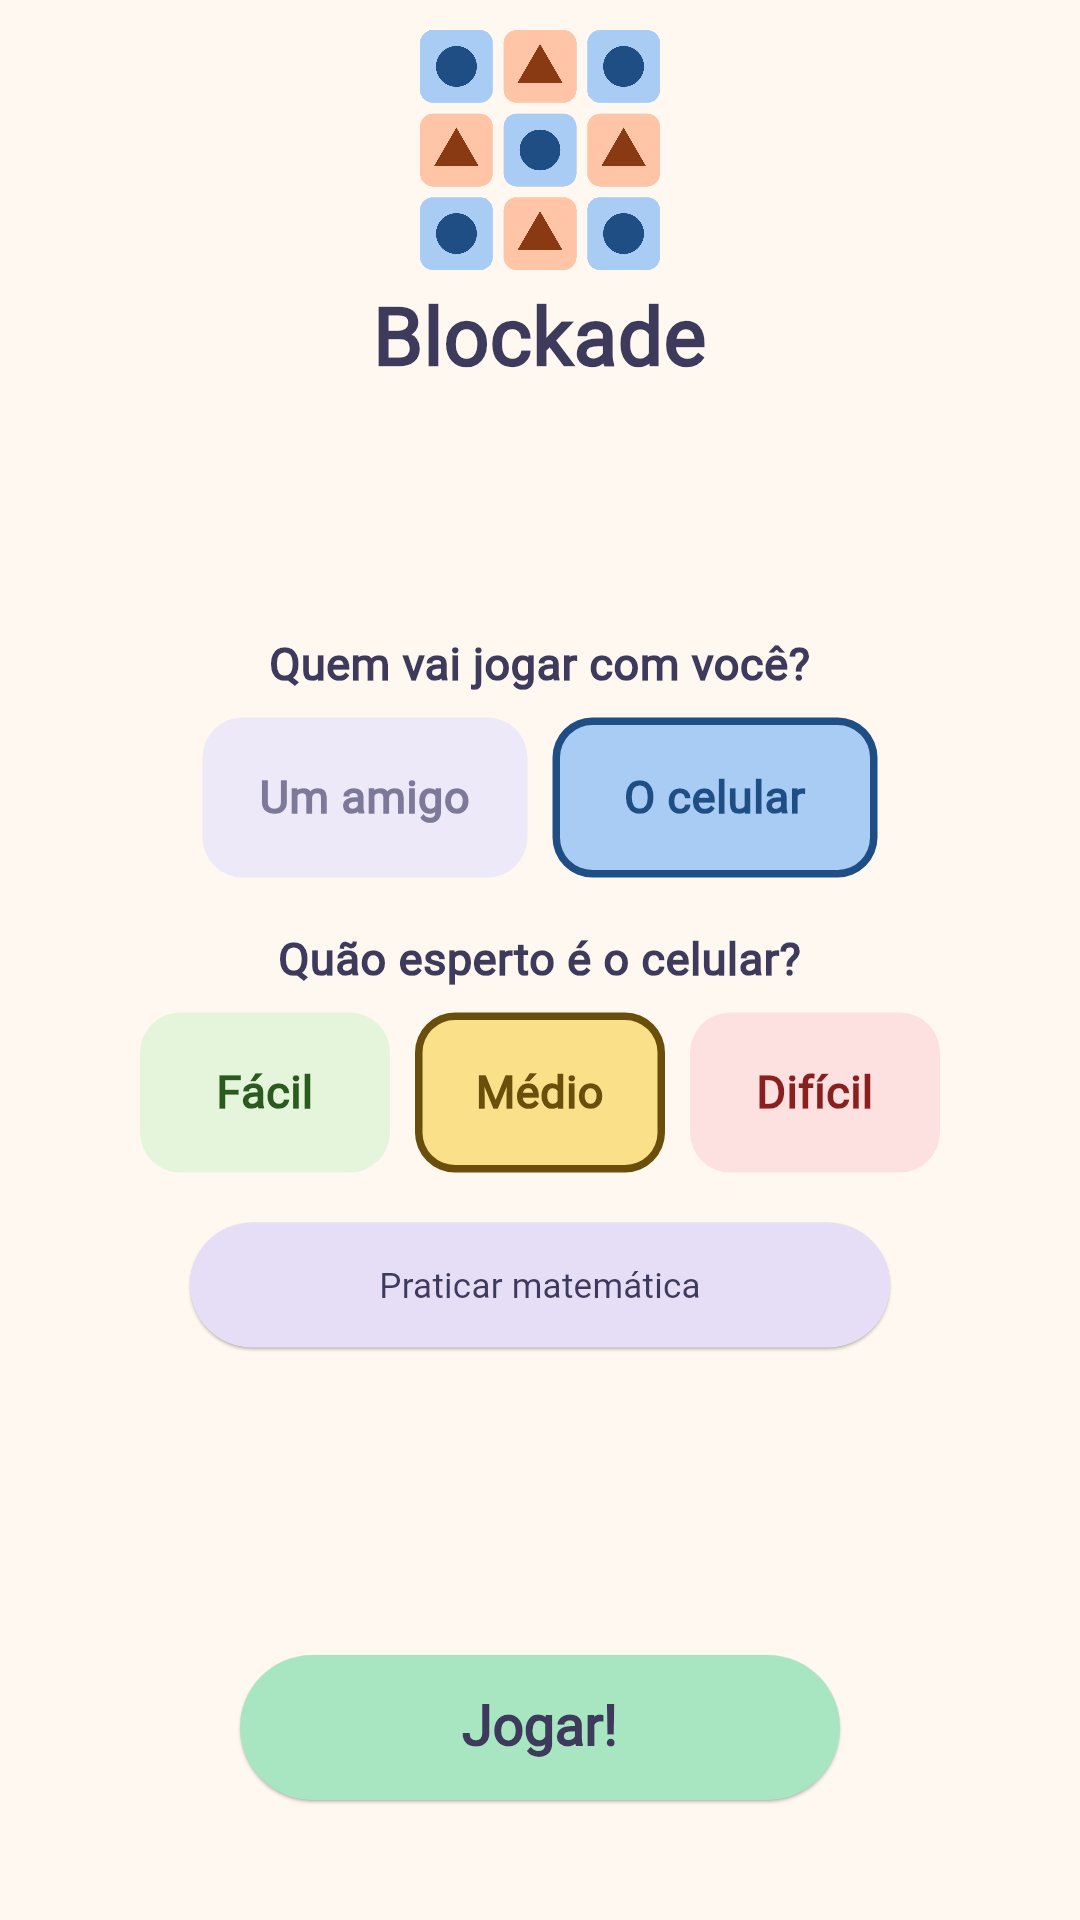 Blockade
Quem vai jogar com você?
Um amigo
O celular
Quão esperto é o celular?
Fácil
Médio
Difícil
Praticar matemática
Jogar!